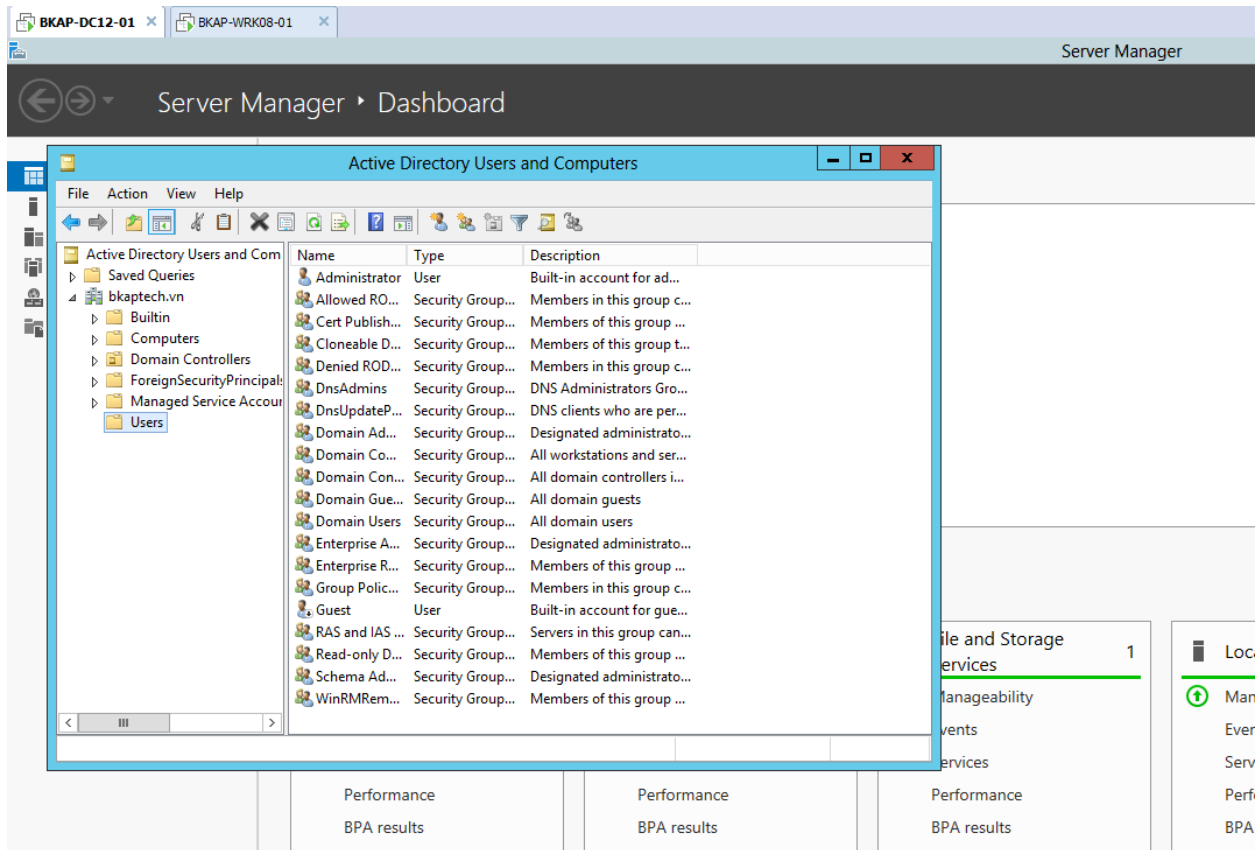 BKAP-DC12-01 × BKAP-WRK08-01 ×
Server Manager
Server Manager • Dashboard
Active Directory Users and Computers
File Action View Help
Active Directory Users and Com
Saved Queries
bkaptech.vn
Builtin
Computers
Domain Controllers
ForeignSecurityPrincipals
Managed Service Accour
Users
Name Type Description
Administrator User Built-in account for ad...
Allowed RO... Security Group... Members in this group c...
Cert Publish... Security Group... Members of this group ...
Cloneable D... Security Group... Members of this group t...
Denied ROD... Security Group... Members in this group c...
DnsAdmins Security Group... DNS Administrators Gro...
DnsUpdateP... Security Group... DNS clients who are per...
Domain Ad... Security Group... Designated administrato...
Domain Co... Security Group... All workstations and ser...
Domain Con... Security Group... All domain controllers i...
Domain Gue... Security Group... All domain guests
Domain Users Security Group... All domain users
Enterprise A... Security Group... Designated administrato...
Enterprise R... Security Group... Members of this group ...
Group Polic... Security Group... Members in this group c...
Guest User Built-in account for gue...
RAS and IAS ... Security Group... Servers in this group can...
Read-only D... Security Group... Members of this group ...
Schema Ad... Security Group... Designated administrato...
WinRMRem... Security Group... Members of this group ...
ile and Storage
ervices
1
Manageability
vents
ervices
Performance
BPA results
Performance
BPA results
Performance
BPA results
Loca
Man
Even
Serv
Perfo
BPA